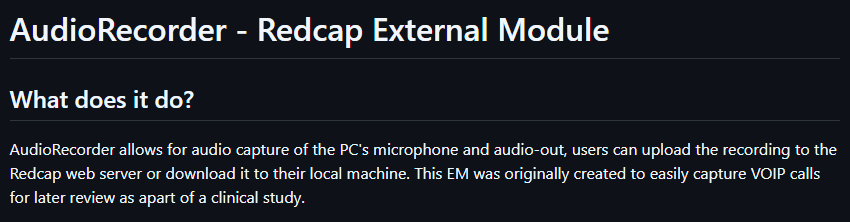 AudioRecorder - Redcap External Module
What does it do?
AudioRecorder allows for audio capture of the PC's microphone and audio-out, users can upload the recording to the
Redcap web server or download it to their local machine. This EM was originally created to easily capture VOIP calls
for later review as apart of a clinical study.